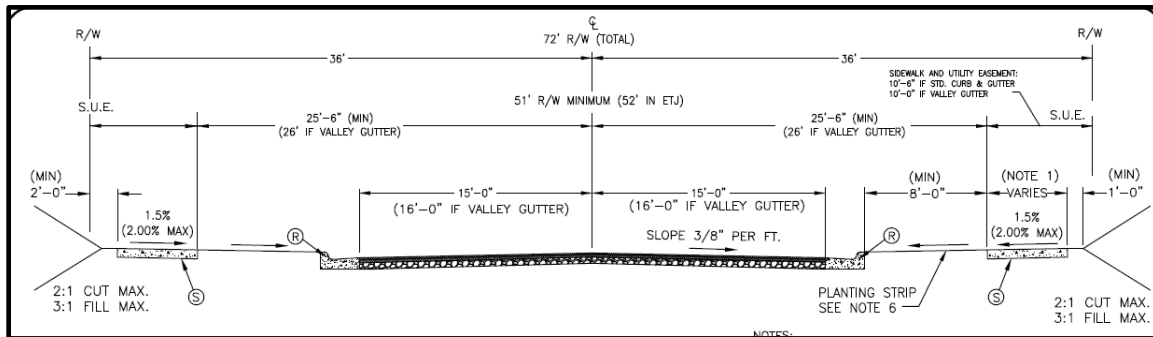 ℄
R/W
72' R/W (TOTAL)
R/W
36'
36'
SIDEWALK AND UTILITY EASEMENT:
10'-6" IF STD. CURB & GUTTER
10'-0" IF VALLEY GUTTER
S.U.E.
51' R/W MINIMUM (52' IN ETJ)
S.U.E.
25'-6" (MIN)
(26' IF VALLEY GUTTER)
25'-6" (MIN)
(26' IF VALLEY GUTTER)
(MIN)
2'-0"
15'-0"
(16'-0" IF VALLEY GUTTER)
15'-0"
(16'-0" IF VALLEY GUTTER)
(MIN)
8'-0"
(NOTE 1)
VARIES
(MIN)
1'-0"
1.5%
(2.00% MAX)
R
SLOPE 3/8" PER FT.
R
1.5%
(2.00% MAX)
S
S
2:1 CUT MAX.
3:1 FILL MAX.
PLANTING STRIP
SEE NOTE 6
2:1 CUT MAX.
3:1 FILL MAX.
NOTES: